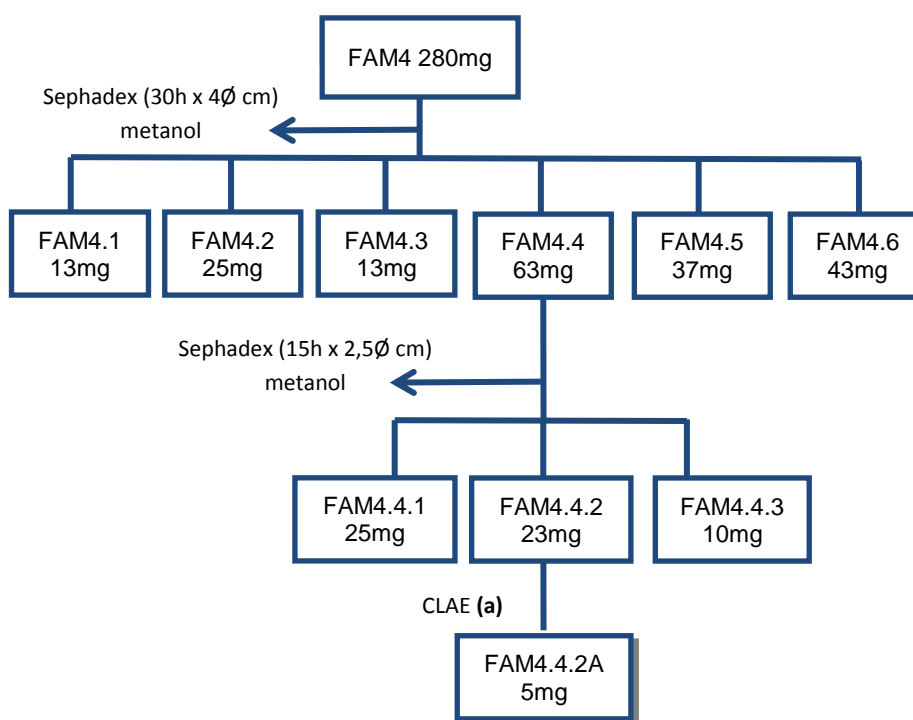 FAM4 280mg
Sephadex (30h x 4Ø cm)
metanol
FAM4.1
13mg
FAM4.2
25mg
FAM4.3
13mg
FAM4.4
63mg
FAM4.5
37mg
FAM4.6
43mg
Sephadex (15h x 2,5Ø cm)
metanol
FAM4.4.1
25mg
FAM4.4.2
23mg
FAM4.4.3
10mg
CLAE (a)
FAM4.4.2A
5mg